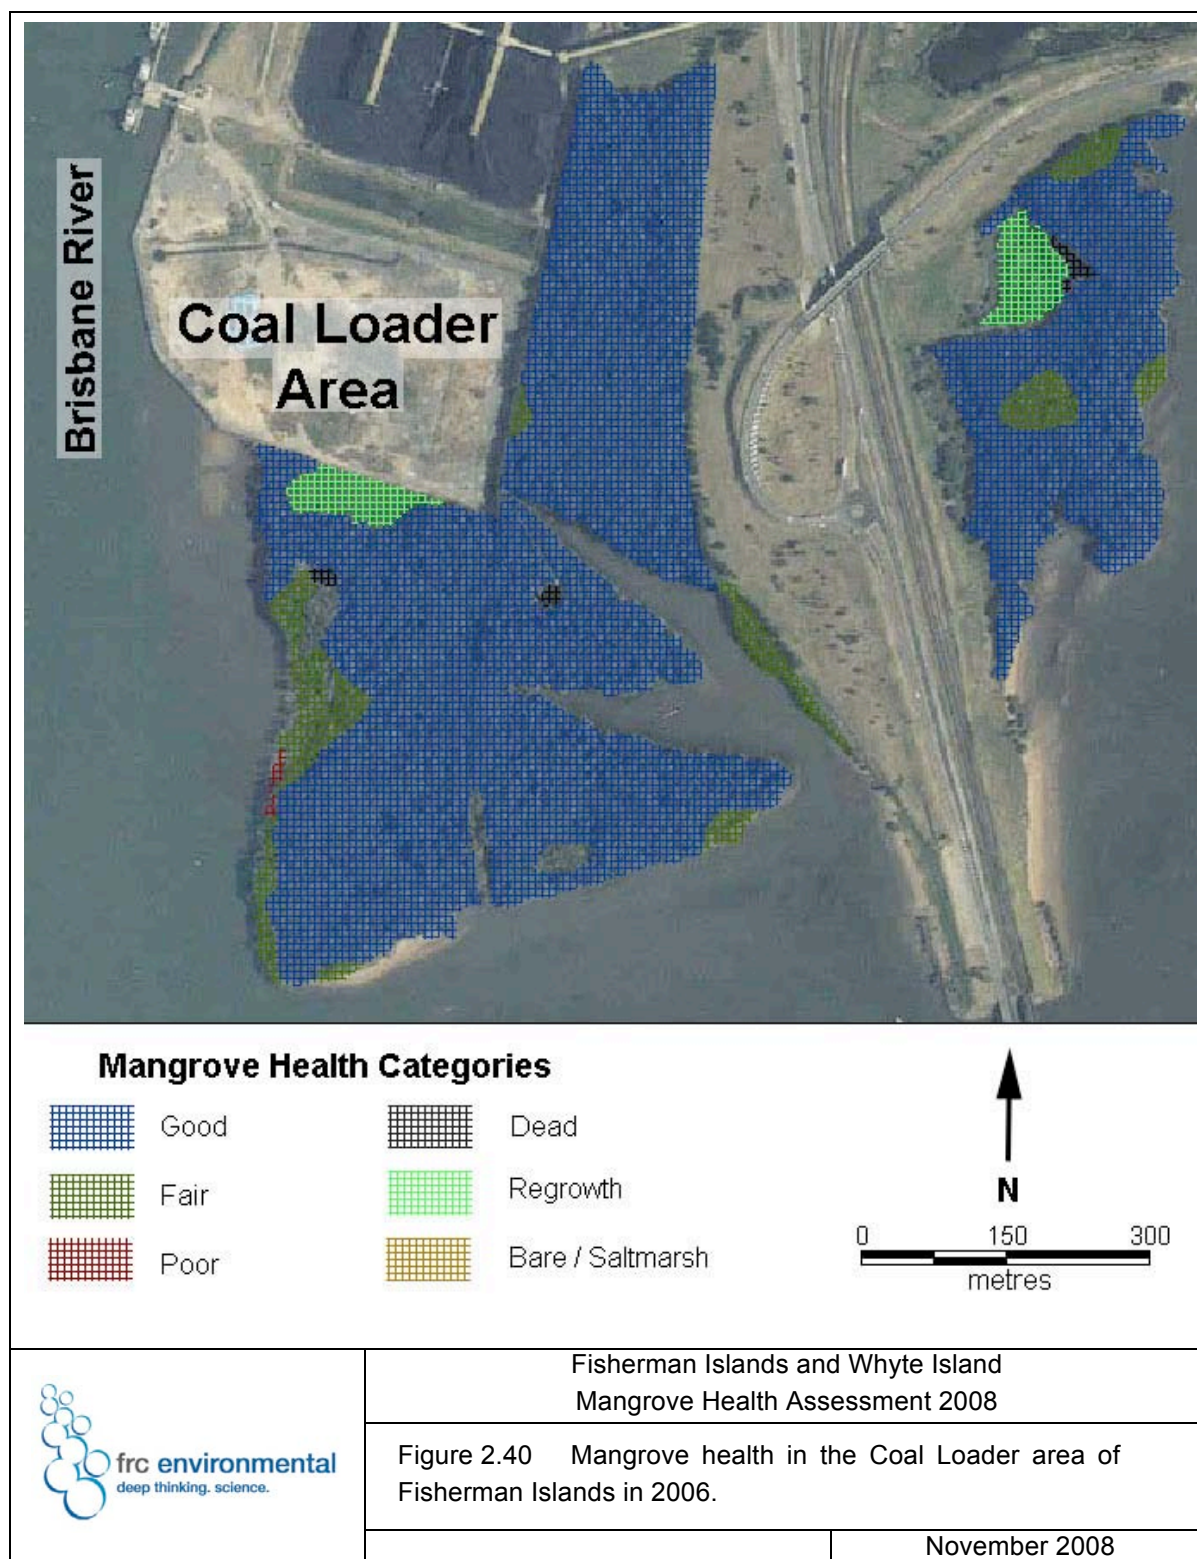 Brisbane River
Coal Loader
Area
Mangrove Health Categories
Good
Fair
Poor
Dead
Regrowth
Bare / Saltmarsh
N
0 150 300
metres
frc environmental
deep thinking. science.
Fisherman Islands and Whyte Island
Mangrove Health Assessment 2008
Figure 2.40 Mangrove health in the Coal Loader area of
Fisherman Islands in 2006.
November 2008